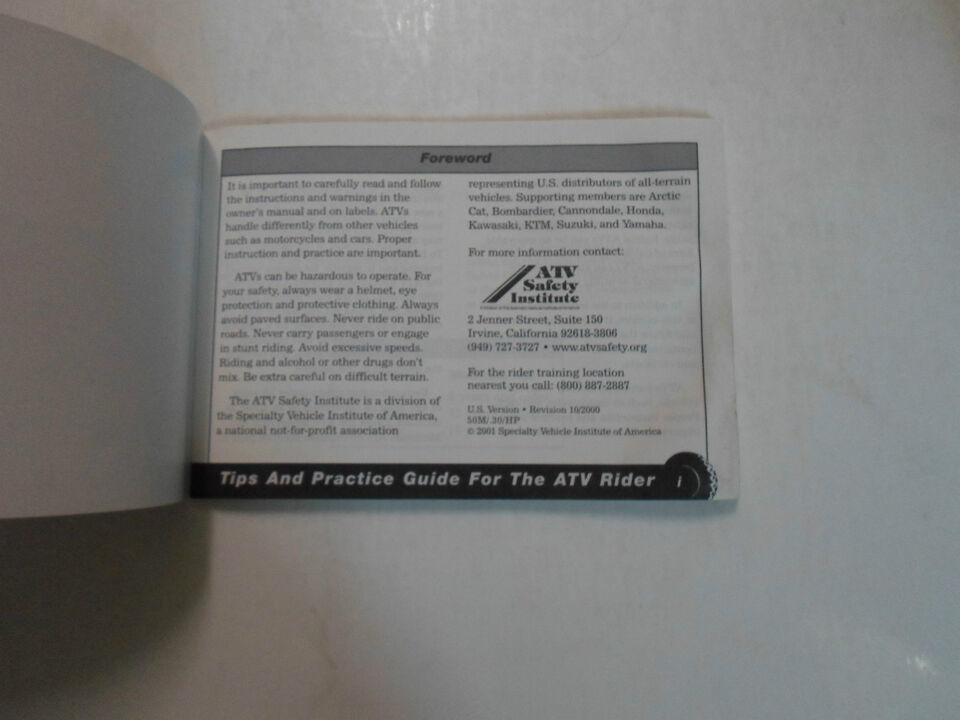 Foreword
It is important to carefully read and follow
the instructions and warnings in the
owner's manual and on labels. ATVs
handle differently from other vehicles
such as motorcycles and cars. Proper
instruction and practice are important.
ATVs can be hazardous to operate. For
your safety, always wear a helmet, eye
protection and protective clothing. Always
avoid paved surfaces. Never ride on public
roads. Never carry passengers or engage
in stunt riding. Avoid excessive speeds.
Riding and alcohol or other drugs don't
mix. Be extra careful on difficult terrain.
The ATV Safety Institute is a division of
the Specialty Vehicle Institute of America,
a national not-for-profit association
representing U.S. distributors of all-terrain
vehicles. Supporting members are Arctic
Cat, Bombardier, Cannondale, Honda,
Kawasaki, KTM, Suzuki, and Yamaha.
For more information contact:
ATV
Safety
Institute
2 Jenner Street, Suite 150
Irvine, California 92618-3806
(949) 727-3727 • www.atvsafety.org
For the rider training location
nearest you call: (800) 887-2887
U.S. Version • Revision 10/2000
50M/.30/HP
© 2001 Specialty Vehicle Institute of America
Tips And Practice Guide For The ATV Rider
i